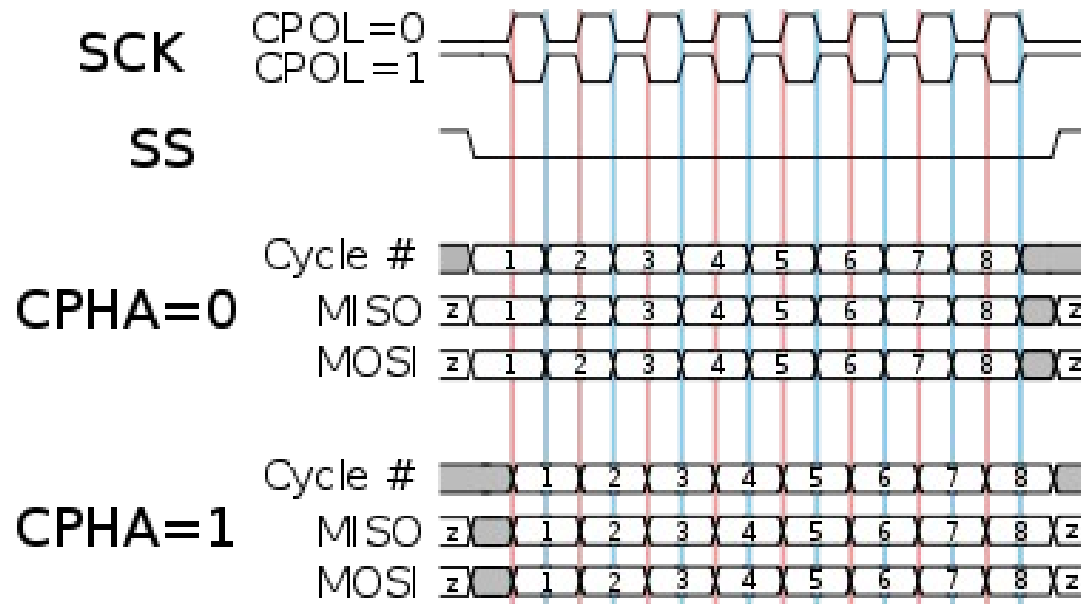 SCK CPOL=0
CPOL=1
SS
Cycle # 1 2 3 4 5 6 7 8
CPHA=0 MISO z 1 2 3 4 5 6 7 8 z
MOSI z 1 2 3 4 5 6 7 8 z
Cycle # 1 2 3 4 5 6 7 8
CPHA=1 MISO z 1 2 3 4 5 6 7 8 z
MOSI z 1 2 3 4 5 6 7 8 z